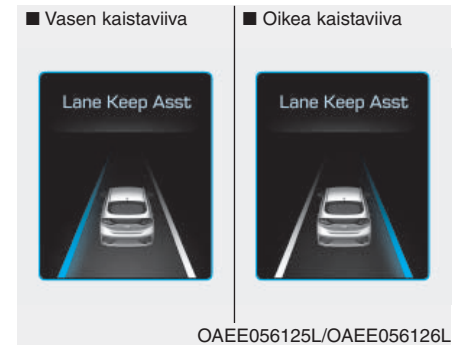 ■ Vasen kaistaviiva
■ Oikea kaistaviiva
Lane Keep Asst
Lane Keep Asst
OAEE056125L/OAEE056126L